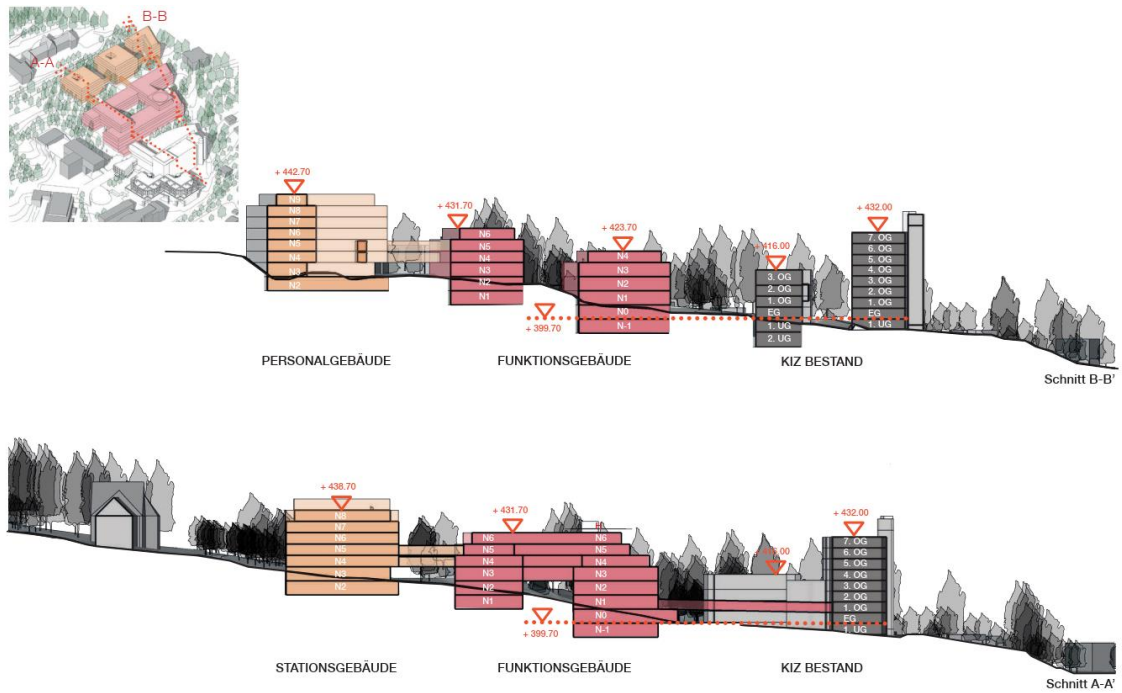 B-B
A-A
+ 442.70
N9
N8
N7
N6
N5
N4
N3
N2
+ 431.70
N6
N5
N4
N3
N2
N1
+ 423.70
N4
N3
N2
N1
N0
N-1
+ 399.70
+416.00
3. OG
2. OG
1. OG
EG
1. UG
2. UG
+ 432.00
7. OG
6. OG
5. OG
4. OG
3. OG
2. OG
1. OG
EG
1. UG
PERSONALGEBÄUDE
FUNKTIONSGEBÄUDE
KIZ BESTAND
Schnitt B-B'
+ 438.70
N8
N7
N6
N5
N4
N3
N2
+ 431.70
N6
N5
N4
N3
N2
N1
N6
N5
N4
N3
N2
N1
N0
N-1
+ 399.70
+ 432.00
7. OG
6. OG
5. OG
4. OG
3. OG
2. OG
1. OG
EG
1. UG
STATIONSGEBÄUDE
FUNKTIONSGEBÄUDE
KIZ BESTAND
Schnitt A-A'